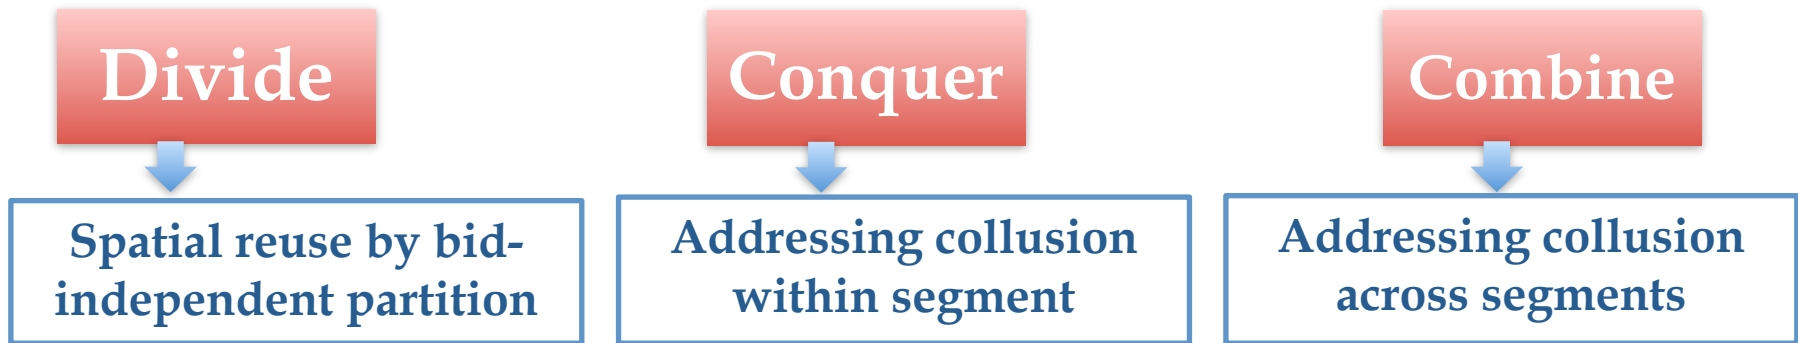 Divide
Spatial reuse by bid-
independent partition
Conquer
Addressing collusion
within segment
Combine
Addressing collusion
across segments